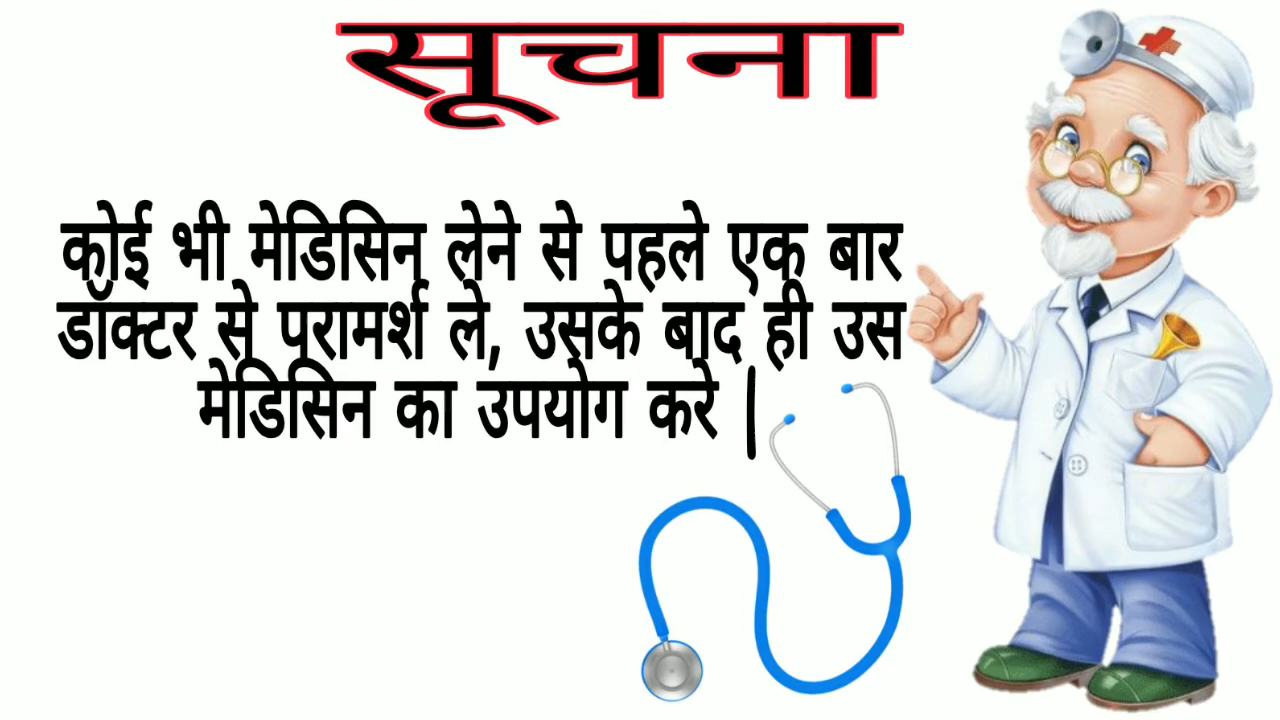 सूचना
कोई भी मेडिसिन लेने से पहले एक बार
डॉक्टर से परामर्श ले, उसके बाद ही उस
मेडिसिन का उपयोग करे |